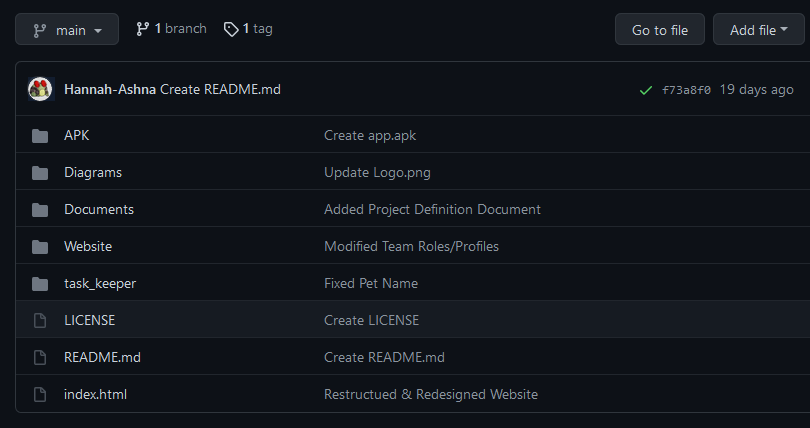 main 1 branch 1 tag Go to file Add file
Hannah-Ashna Create README.md f73a8f0 19 days ago
APK Create app.apk
Diagrams Update Logo.png
Documents Added Project Definition Document
Website Modified Team Roles/Profiles
task_keeper Fixed Pet Name
LICENSE Create LICENSE
README.md Create README.md
index.html Restructued & Redesigned Website